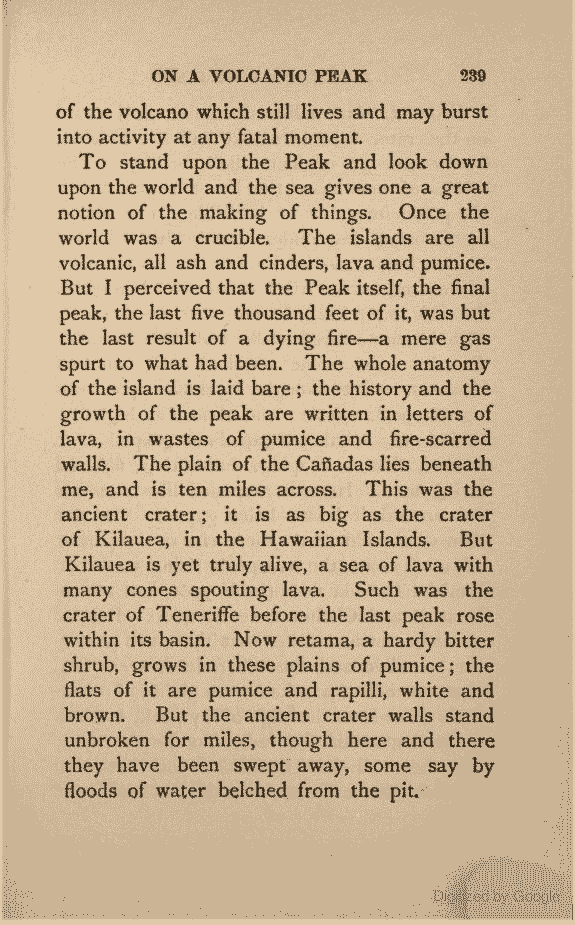 ON A VOLCANIC PEAK 239
of the volcano which still lives and may burst
into activity at any fatal moment.
To stand upon the Peak and look down
upon the world and the sea gives one a great
notion of the making of things. Once the
world was a crucible. The islands are all
volcanic, all ash and cinders, lava and pumice.
But I perceived that the Peak itself, the final
peak, the last five thousand feet of it, was but
the last result of a dying fire—a mere gas
spurt to what had been. The whole anatomy
of the island is laid bare; the history and the
growth of the peak are written in letters of
lava, in wastes of pumice and fire-scarred
walls. The plain of the Cañadas lies beneath
me, and is ten miles across. This was the
ancient crater; it is as big as the crater
of Kilauea, in the Hawaiian Islands. But
Kilauea is yet truly alive, a sea of lava with
many cones spouting lava. Such was the
crater of Teneriffe before the last peak rose
within its basin. Now retama, a hardy bitter
shrub, grows in these plains of pumice; the
flats of it are pumice and rapilli, white and
brown. But the ancient crater walls stand
unbroken for miles, though here and there
they have been swept away, some say by
floods of water belched from the pit.
Digitized by Google